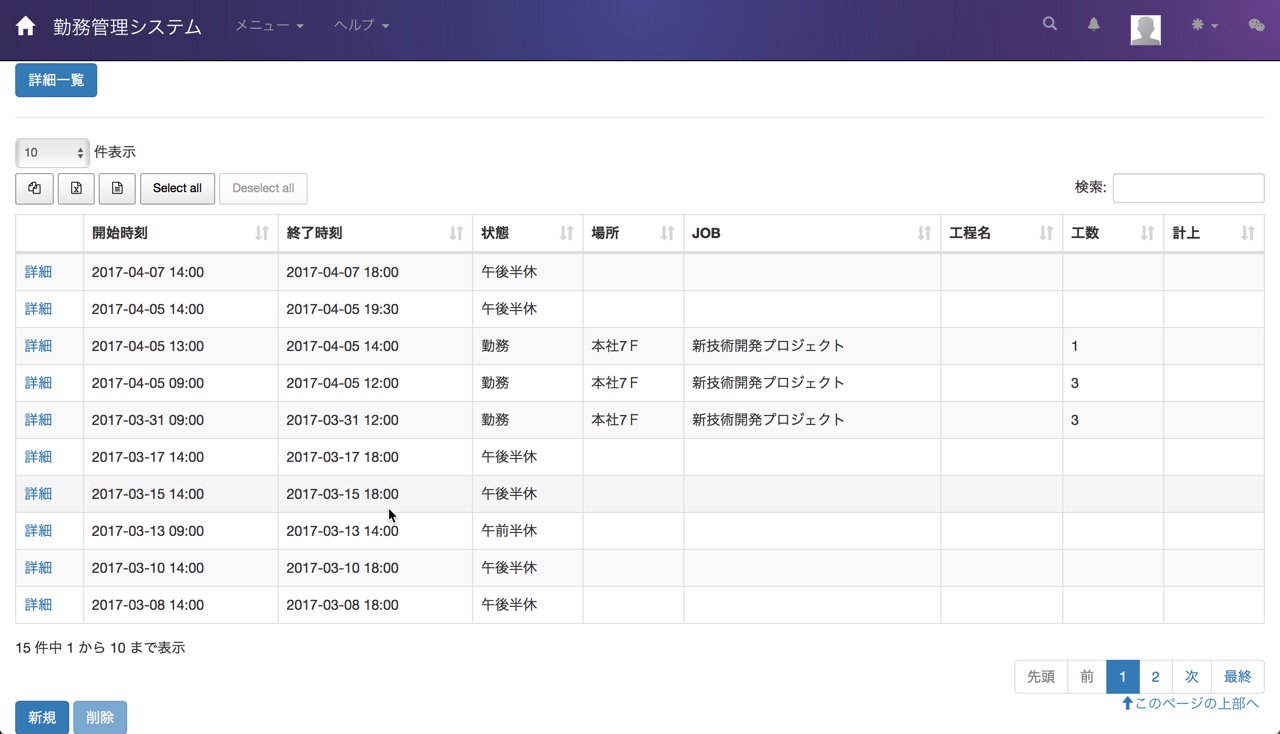 勤務管理システム メニュー ヘルプ
詳細一覧
10 件表示
Select all Deselect all 検索:
開始時刻 終了時刻 状態 場所 JOB 工程名 工数 計上
詳細 2017-04-07 14:00 2017-04-07 18:00 午後半休
詳細 2017-04-05 14:00 2017-04-05 19:30 午後半休
詳細 2017-04-05 13:00 2017-04-05 14:00 勤務 本社7Ｆ 新技術開発プロジェクト 1
詳細 2017-04-05 09:00 2017-04-05 12:00 勤務 本社7Ｆ 新技術開発プロジェクト 3
詳細 2017-03-31 09:00 2017-03-31 12:00 勤務 本社7Ｆ 新技術開発プロジェクト 3
詳細 2017-03-17 14:00 2017-03-17 18:00 午後半休
詳細 2017-03-15 14:00 2017-03-15 18:00 午後半休
詳細 2017-03-13 09:00 2017-03-13 14:00 午前半休
詳細 2017-03-10 14:00 2017-03-10 18:00 午後半休
詳細 2017-03-08 14:00 2017-03-08 18:00 午後半休
15 件中 1 から 10 まで表示
先頭 前 1 2 次 最終
このページの上部へ
新規 削除